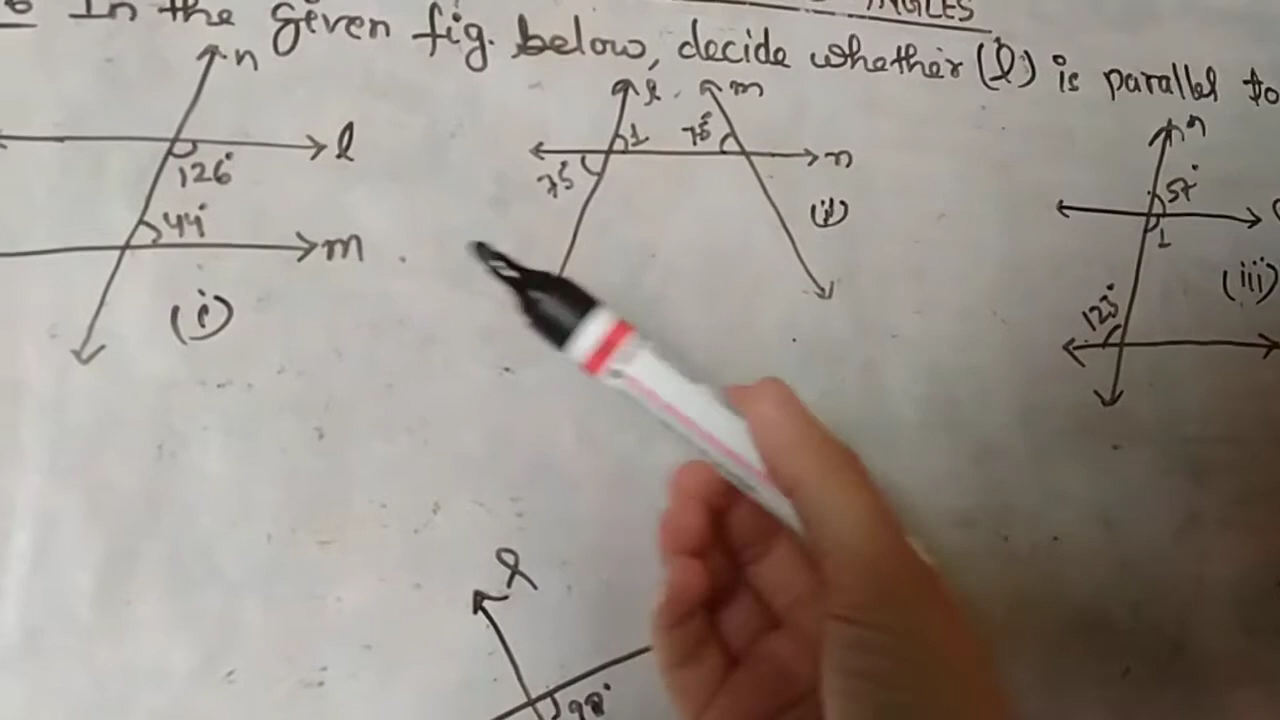 6 In the given fig. below, decide whether (l) is parallel to
n
l
126°
44°
m
(i)
l m
1 75°
75°
n
(ii)
n
57°
1
(iii)
123°
l
98°